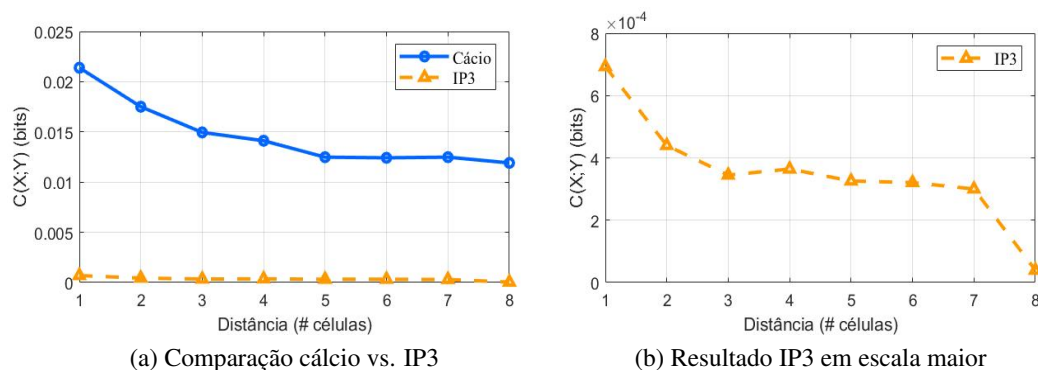 0.025
0.02
0.015
0.01
0.005
0
C(X;Y) (bits)
Cácio
IP3
1 2 3 4 5 6 7 8
Distância (# células)
(a) Comparação cálcio vs. IP3
×10⁻⁴
8
6
4
2
0
C(X;Y) (bits)
IP3
1 2 3 4 5 6 7 8
Distância (# células)
(b) Resultado IP3 em escala maior